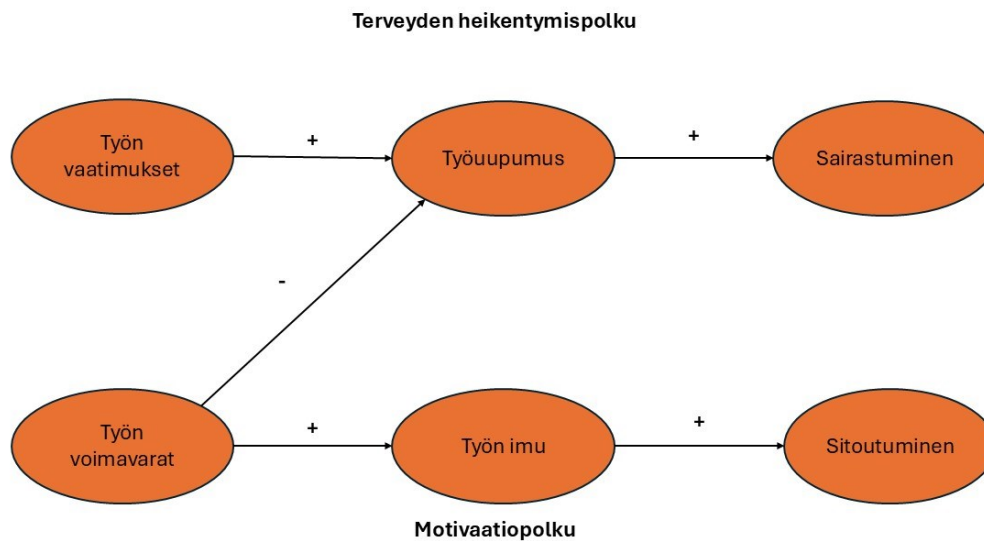 Terveyden heikentymispolku
Työn
vaatimukset
+
Työuupumus
+
Sairastuminen
-
Työn
voimavarat
+
Työn imu
+
Sitoutuminen
Motivaatiopolku